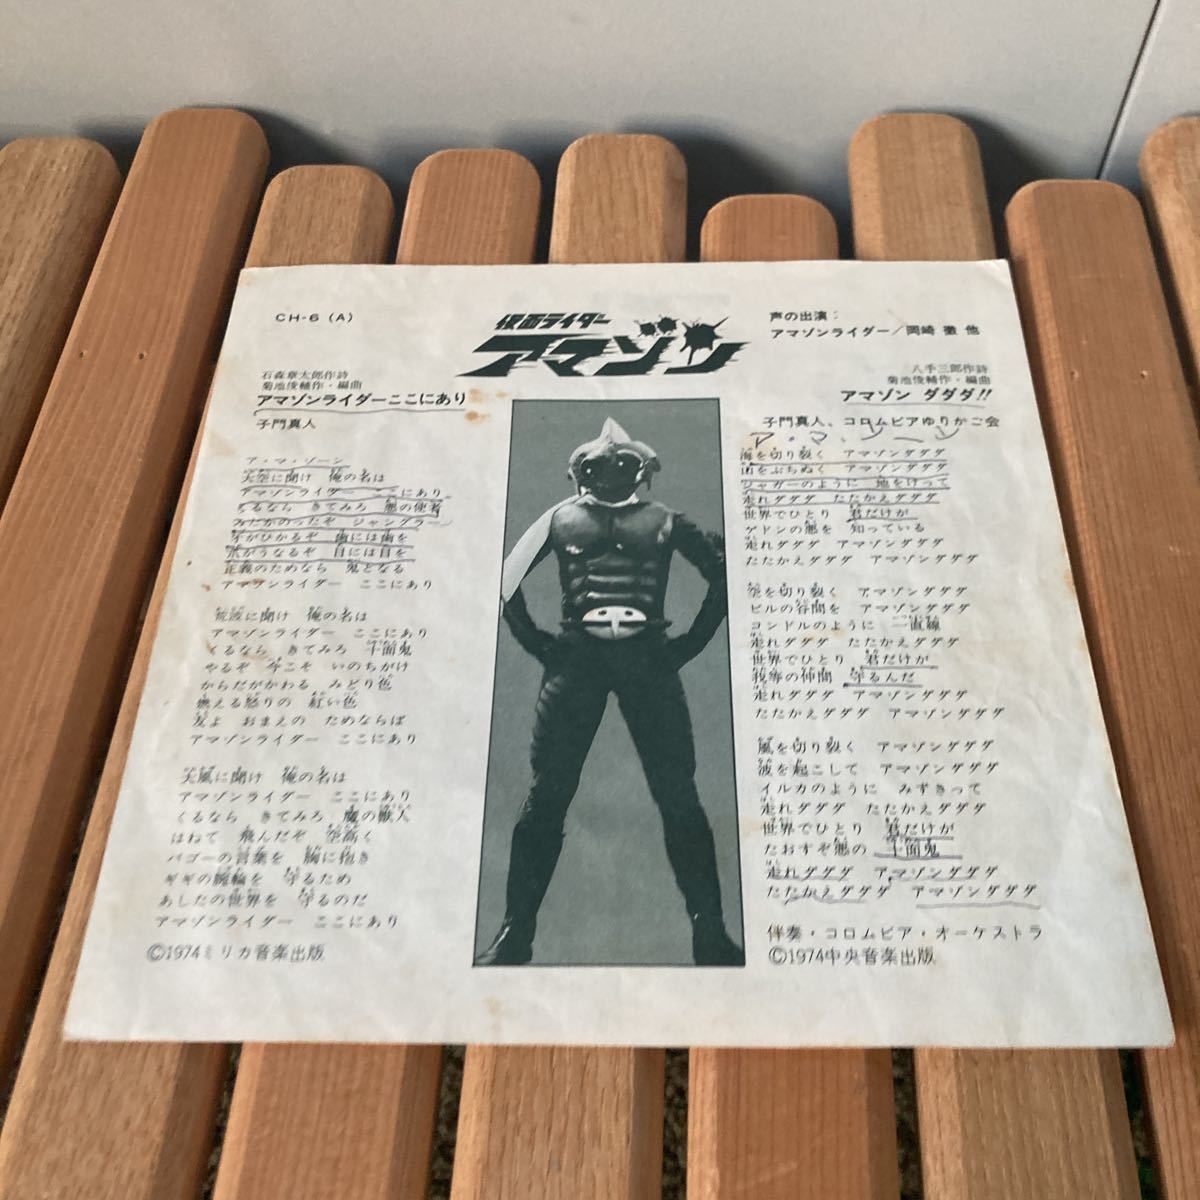 CH-6 (A)
仮面ライダー
アマゾン
声の出演:
アマゾンライダー/岡崎 徹 他
石森章太郎作詩
菊池俊輔作・編曲
アマゾンライダーここにあり
子門真人
ア・マ・ゾーン
天空に聞け 俺の名は
アマゾンライダー ここにあり
くるなら きてみろ 悪の使者
みたかのったぞ ジャングラー
牙がひかるぞ 歯には歯を
爪がうなるぞ 目には目を
正義のためなら 鬼となる
アマゾンライダー ここにあり
荒波に聞け 俺の名は
アマゾンライダー ここにあり
くるなら きてみろ 十面鬼
やるぞ 今こそ いのちがけ
からだがかわる みどり色
燃える怒りの 紅い色
友よ おまえの ためならば
アマゾンライダー ここにあり
大風に聞け 俺の名は
アマゾンライダー ここにあり
くるなら きてみろ 魔の獣人
はねて 飛んだぞ 空高く
バゴーの言葉を 胸に抱き
ギギの腕輪を 守るため
あしたの世界を 守るのだ
アマゾンライダー ここにあり
©1974ミリカ音楽出版
八手三郎作詩
菊池俊輔作・編曲
アマゾン ダダダ!!
子門真人、コロムビアゆりかご会
ア・マ・ゾーン
海を切り裂く アマゾンダダダ
山をぶちぬく アマゾンダダダ
ジャガーのように 地をけって
走れダダダ たたかえダダダ
世界でひとり 君だけが
ゲドンの悪を 知っている
走れダダダ アマゾンダダダ
たたかえダダダ アマゾンダダダ
空を切り裂く アマゾンダダダ
ビルの谷間を アマゾンダダダ
コンドルのように 一直線
走れダダダ たたかえダダダ
世界でひとり 君だけが
我等の仲間 守るんだ
走れダダダ アマゾンダダダ
たたかえダダダ アマゾンダダダ
風を切り裂く アマゾンダダダ
波を起こして アマゾンダダダ
イルカのように みずきって
走れダダダ たたかえダダダ
世界でひとり 君だけが
たおすぞ悪の 十面鬼
走れダダダ アマゾンダダダ
たたかえダダダ アマゾンダダダ
伴奏・コロムビア・オーケストラ
©1974中央音楽出版